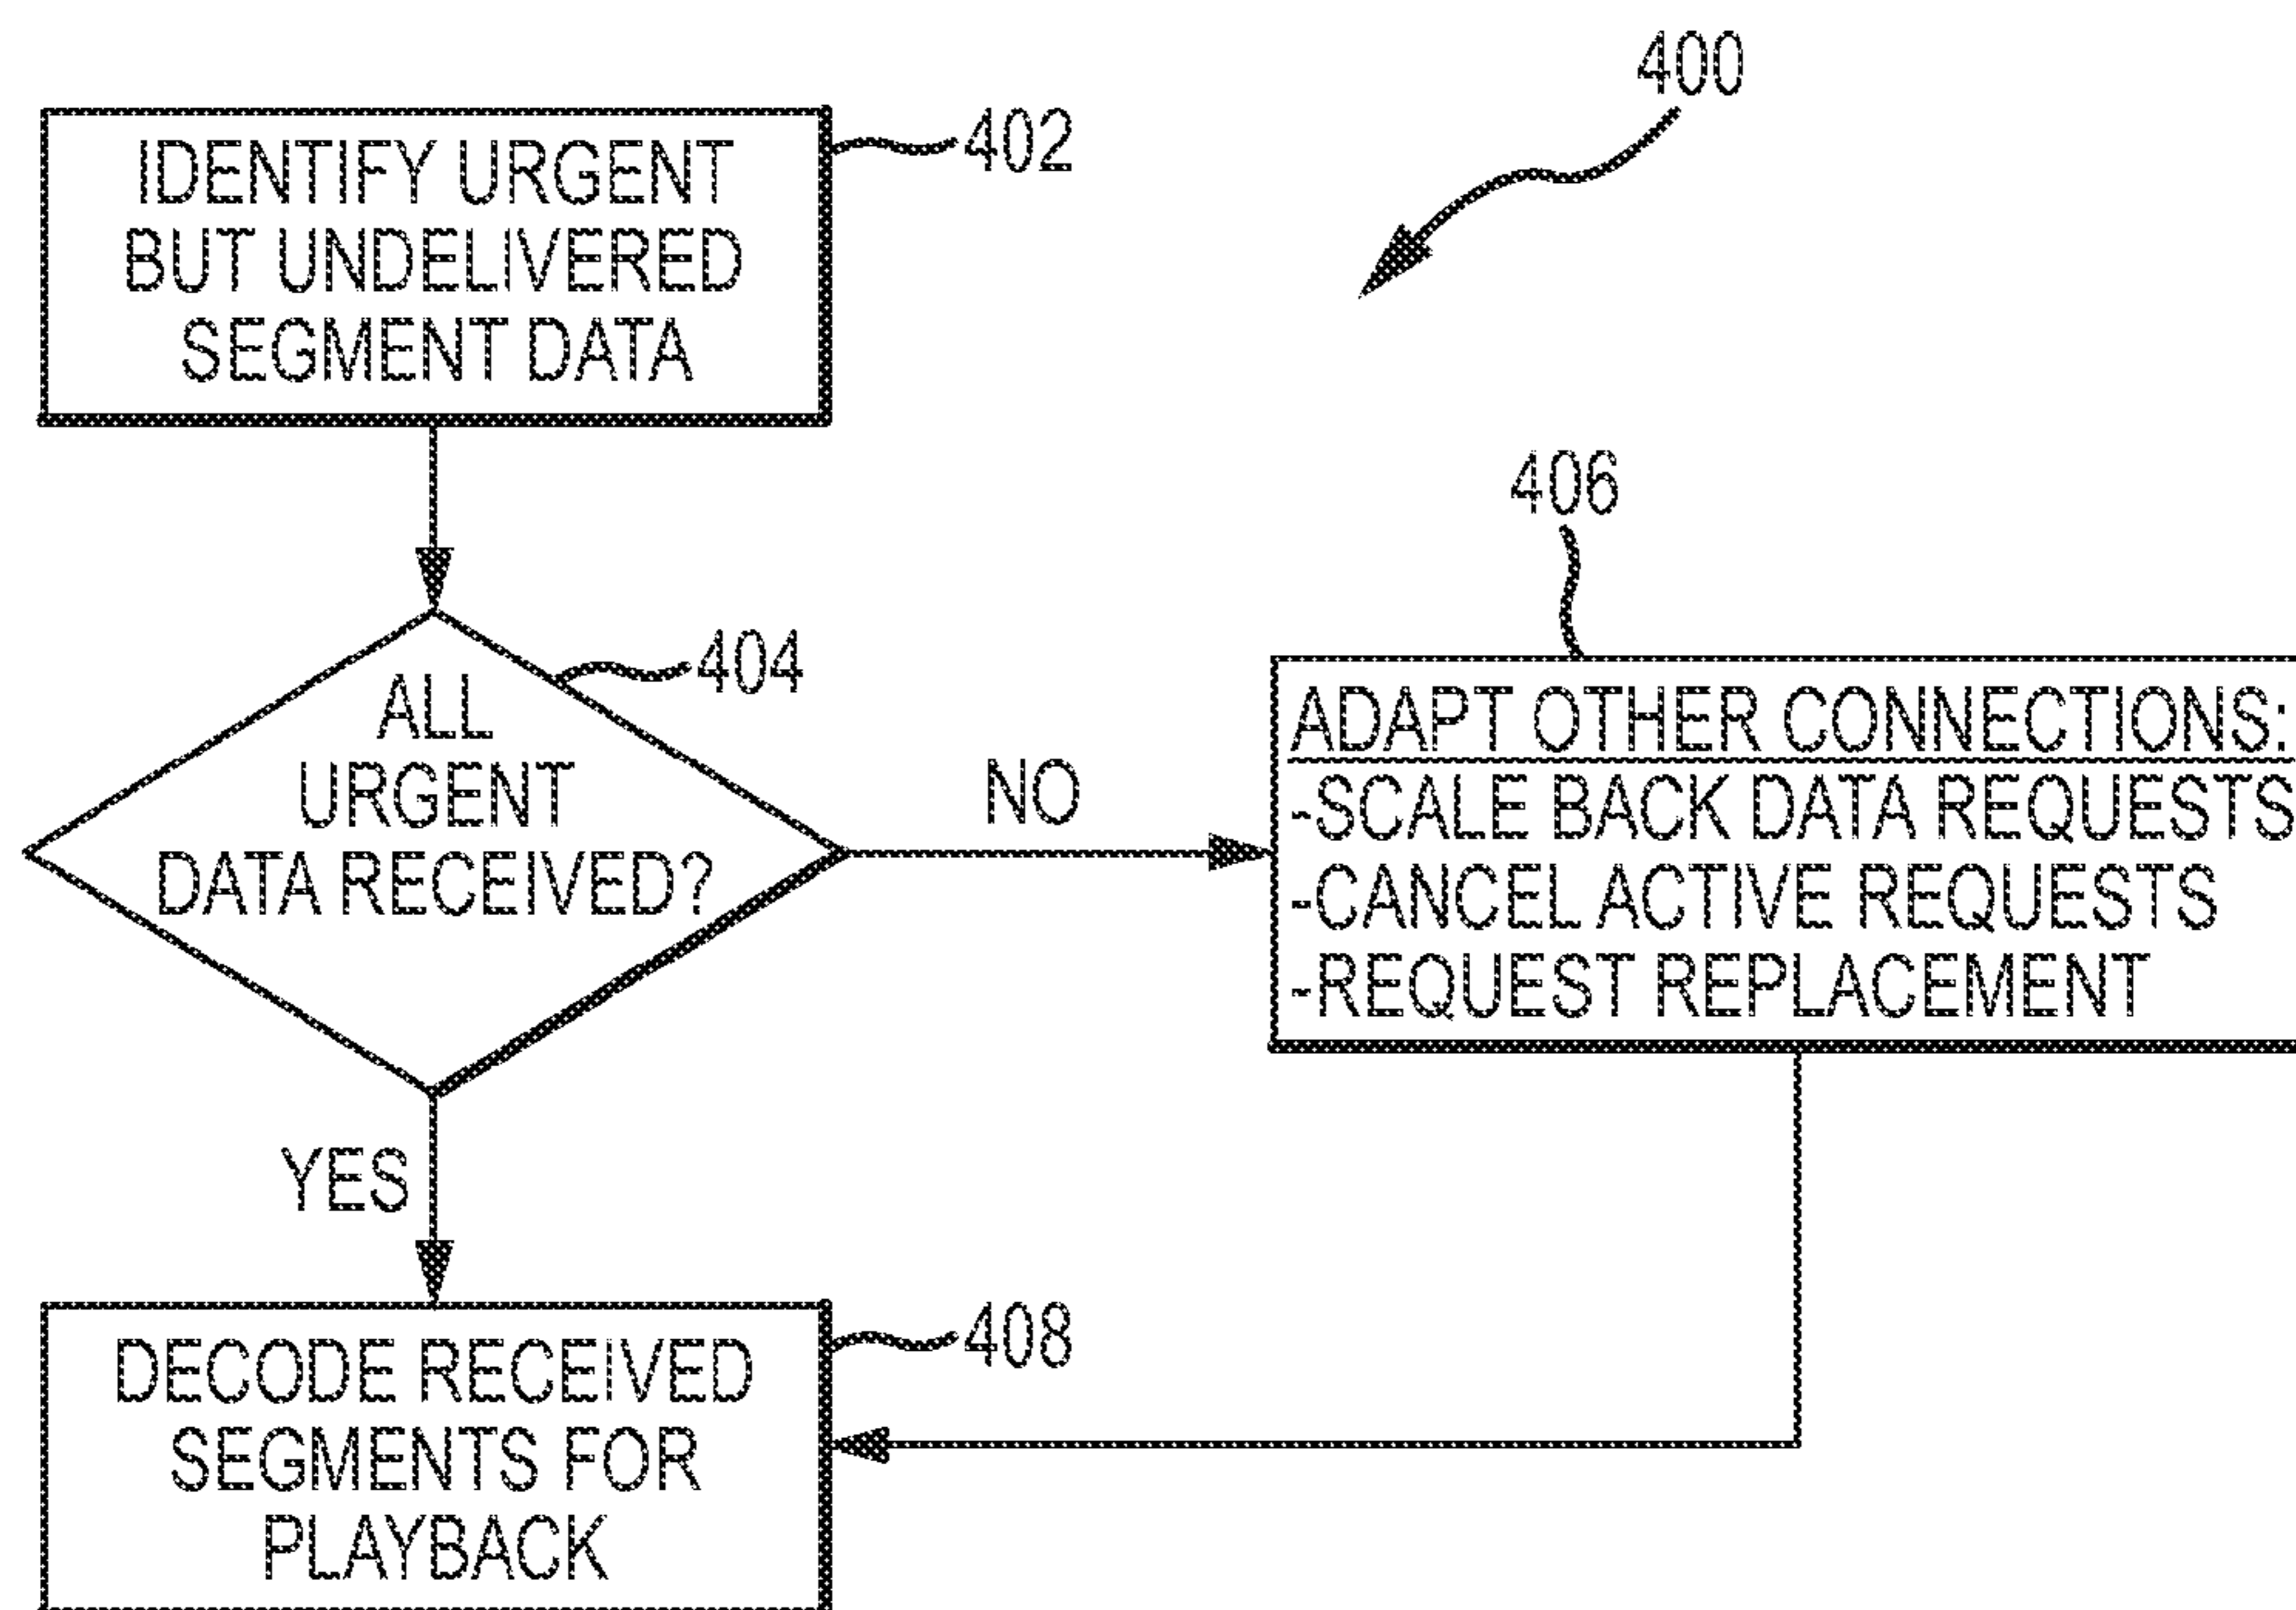 400
IDENTIFY URGENT
BUT UNDELIVERED
SEGMENT DATA
402
ALL
URGENT
DATA RECEIVED?
404
NO
406
ADAPT OTHER CONNECTIONS:
-SCALE BACK DATA REQUESTS
-CANCEL ACTIVE REQUESTS
-REQUEST REPLACEMENT
YES
DECODE RECEIVED
SEGMENTS FOR
PLAYBACK
408